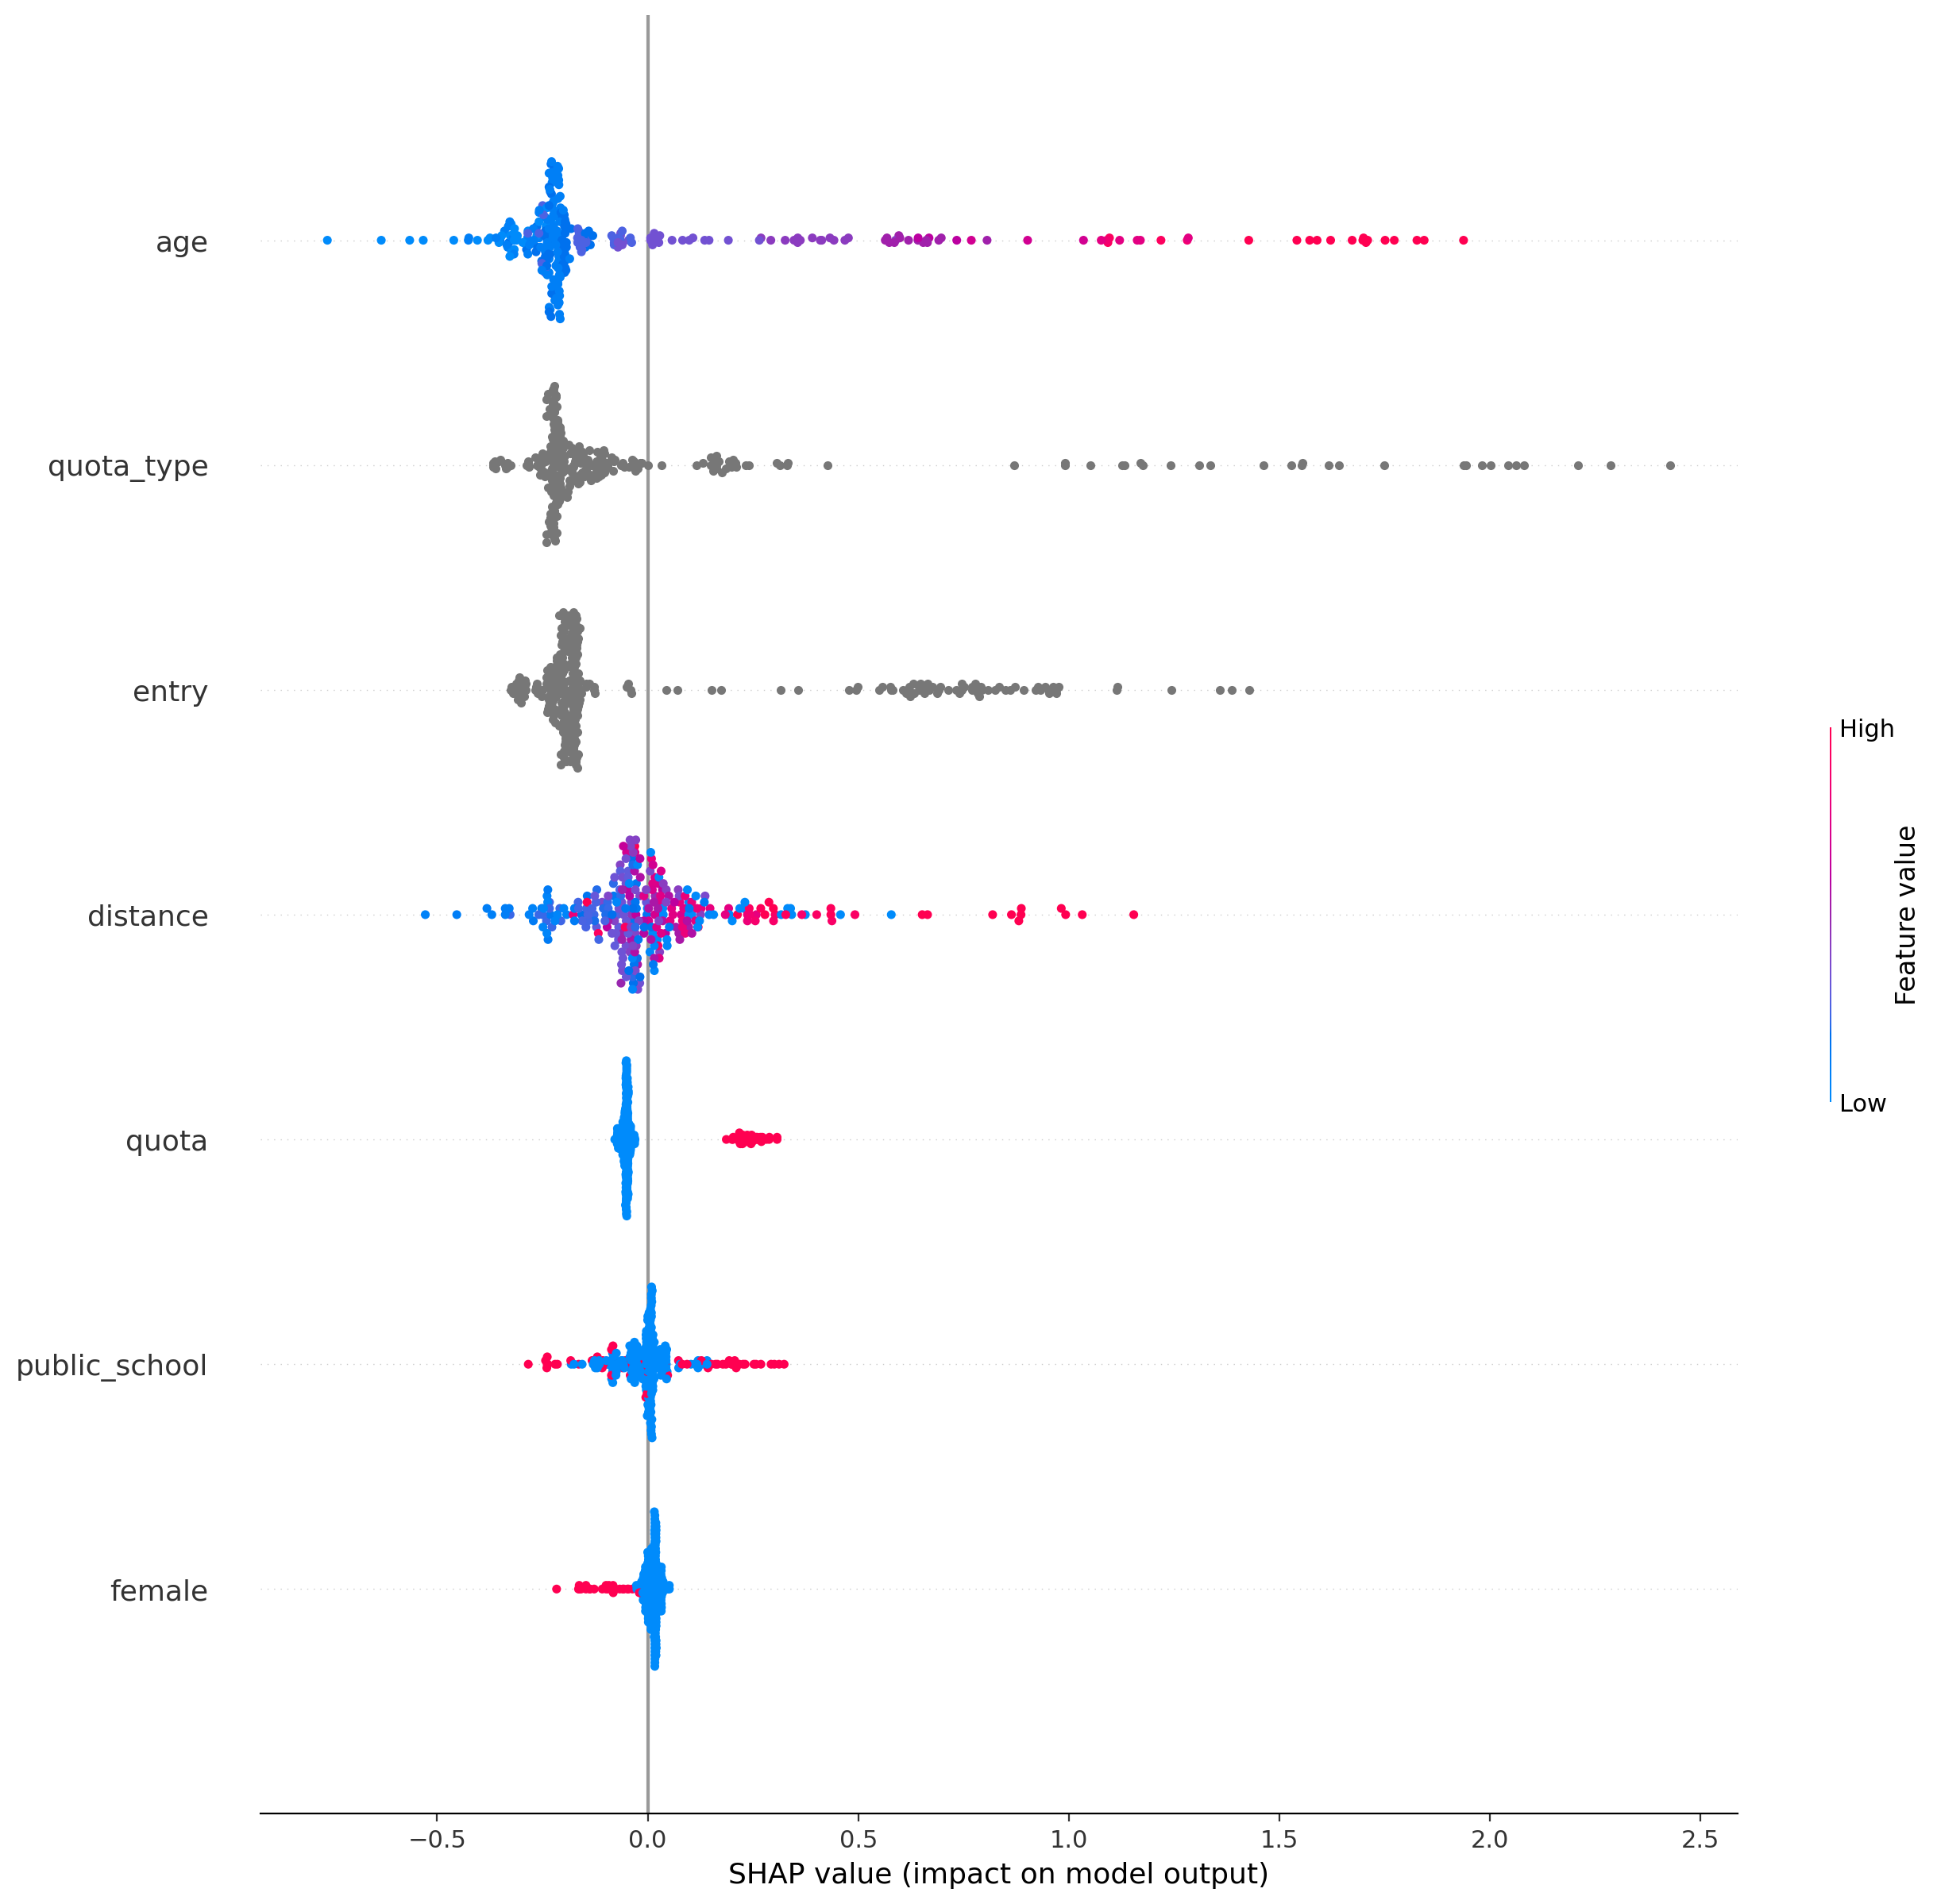 age
quota_type
entry
distance
quota
public_school
female
High
Feature value
Low
−0.5 0.0 0.5 1.0 1.5 2.0 2.5
SHAP value (impact on model output)